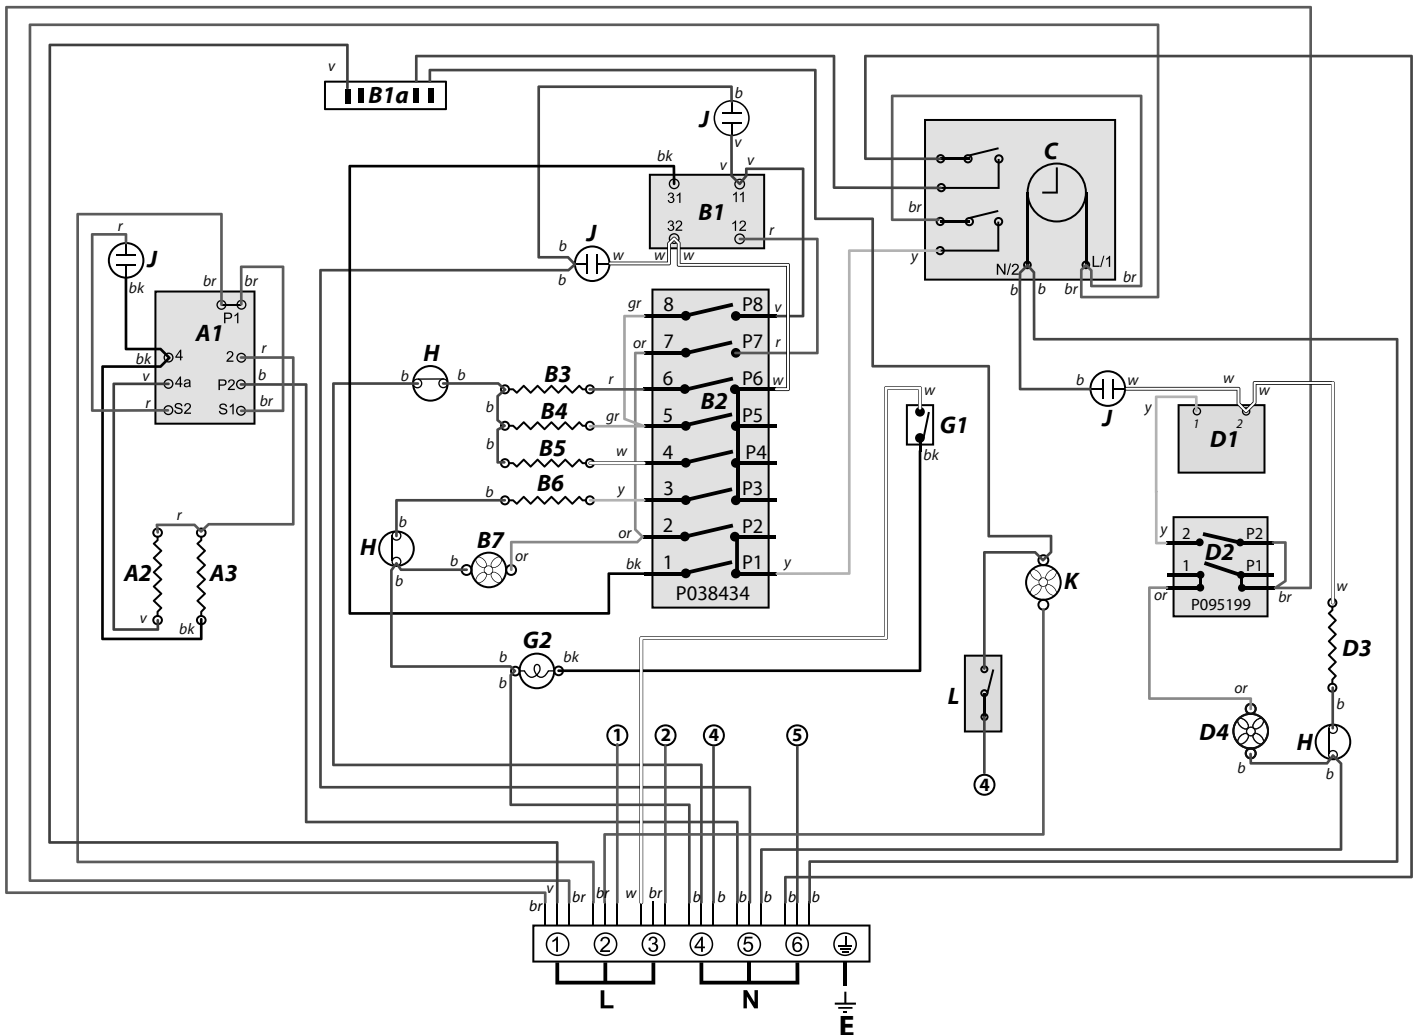 v
B1a
b
J
v
bk
v
v
31
11
B1
32
12
r
C
br
y
N/2
L/1
b
b
br
br
r
J
bk
br
br
P1
A1
bk
4
2
r
v
4a
P2
b
r
S2
S1
br
b
J
b
w
w
w
gr
8
P8
v
or
7
P7
r
H
b
b
B3
r
6
P6
w
B2
b
B4
gr
5
P5
b
B5
w
4
P4
b
B6
y
3
P3
b
H
B7
or
or
2
P2
b
b
bk
1
P1
y
P038434
w
G1
bk
b
J
w
w
w
y
1
2
D1
y
2
P2
D2
1
P1
or
br
P095199
w
D3
K
r
A2
A3
v
bk
G2
b
bk
b
L
4
or
b
D4
H
b
b
1
2
4
5
br
v
br
br
w
br
b
b
b
b
b
b
1
2
3
4
5
6
L
N
E